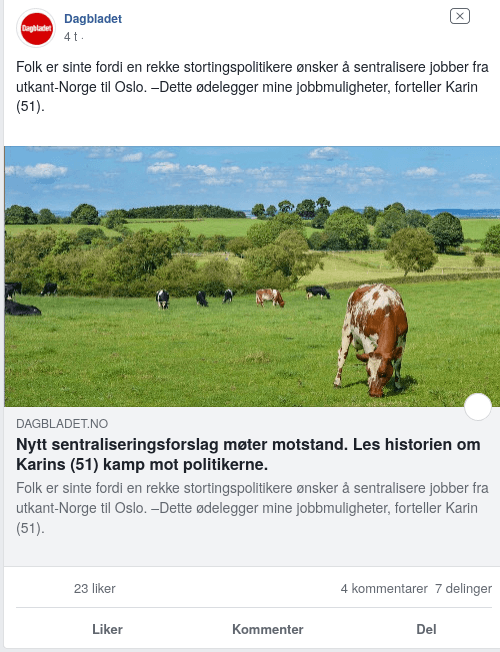 Dagbladet
Dagbladet
4 t ·
Folk er sinte fordi en rekke stortingspolitikere ønsker å sentralisere jobber fra
utkant-Norge til Oslo. –Dette ødelegger mine jobbmuligheter, forteller Karin
(51).
DAGBLADET.NO
Nytt sentraliseringsforslag møter motstand. Les historien om
Karins (51) kamp mot politikerne.
Folk er sinte fordi en rekke stortingspolitikere ønsker å sentralisere jobber fra
utkant-Norge til Oslo. –Dette ødelegger mine jobbmuligheter, forteller Karin
(51).
23 liker 4 kommentarer 7 delinger
Liker Kommenter Del